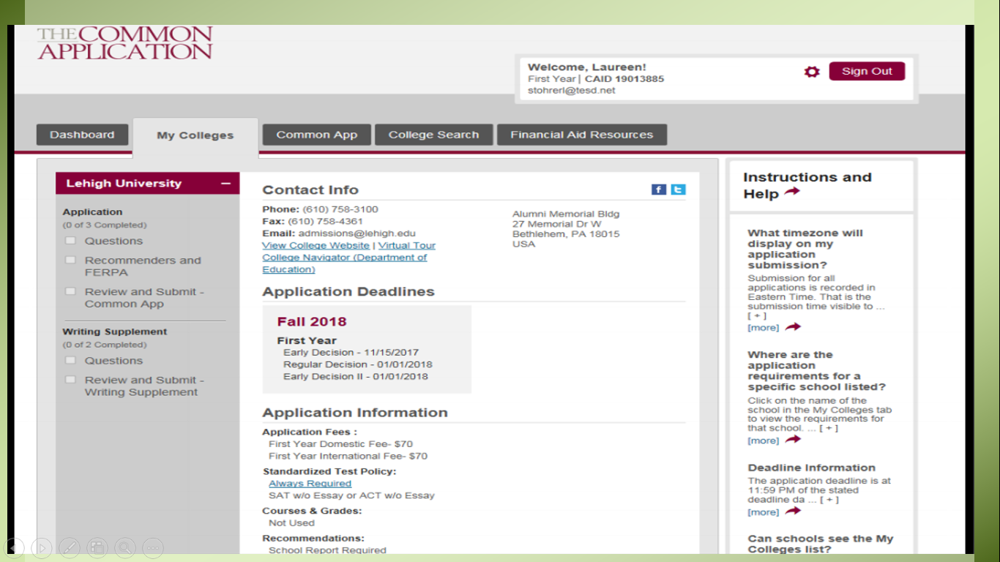 THE COMMON
APPLICATION
Welcome, Laureen!
First Year | CAID 19013885
stohrerl@tesd.net
Sign Out
Dashboard
My Colleges
Common App
College Search
Financial Aid Resources
Lehigh University
Application
(0 of 3 Completed)
Questions
Recommenders and
FERPA
Review and Submit -
Common App
Writing Supplement
(0 of 2 Completed)
Questions
Review and Submit -
Writing Supplement
Contact Info
Phone: (610) 758-3100
Fax: (610) 758-4361
Email: admissions@lehigh.edu
View College Website | Virtual Tour
College Navigator (Department of
Education)
Alumni Memorial Bldg
27 Memorial Dr W
Bethlehem, PA 18015
USA
Application Deadlines
Fall 2018
First Year
Early Decision - 11/15/2017
Regular Decision - 01/01/2018
Early Decision II - 01/01/2018
Application Information
Application Fees :
First Year Domestic Fee- $70
First Year International Fee- $70
Standardized Test Policy:
Always Required
SAT w/o Essay or ACT w/o Essay
Courses & Grades:
Not Used
Recommendations:
School Report Required
Instructions and
Help
What timezone will
display on my
application
submission?
Submission for all
applications is recorded in
Eastern Time. That is the
submission time visible to ...
[ + ]
[more]
Where are the
application
requirements for a
specific school listed?
Click on the name of the
school in the My Colleges tab
to view the requirements for
that school. ... [ + ]
[more]
Deadline Information
The application deadline is at
11:59 PM of the stated
deadline da ... [ + ]
[more]
Can schools see the My
Colleges list?